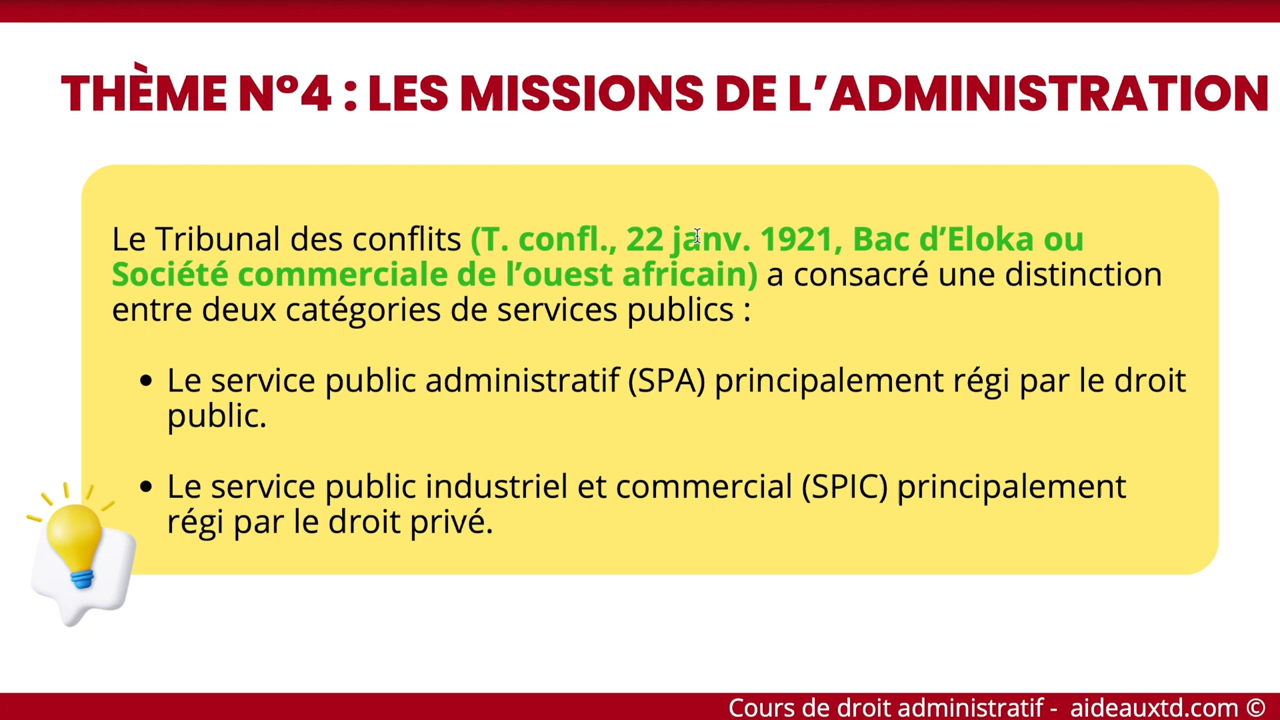 THÈME N°4 : LES MISSIONS DE L’ADMINISTRATION
Le Tribunal des conflits (T. confl., 22 janv. 1921, Bac d’Eloka ou
Société commerciale de l’ouest africain) a consacré une distinction
entre deux catégories de services publics :
• Le service public administratif (SPA) principalement régi par le droit
public.
• Le service public industriel et commercial (SPIC) principalement
régi par le droit privé.
Cours de droit administratif - aideauxtd.com ©